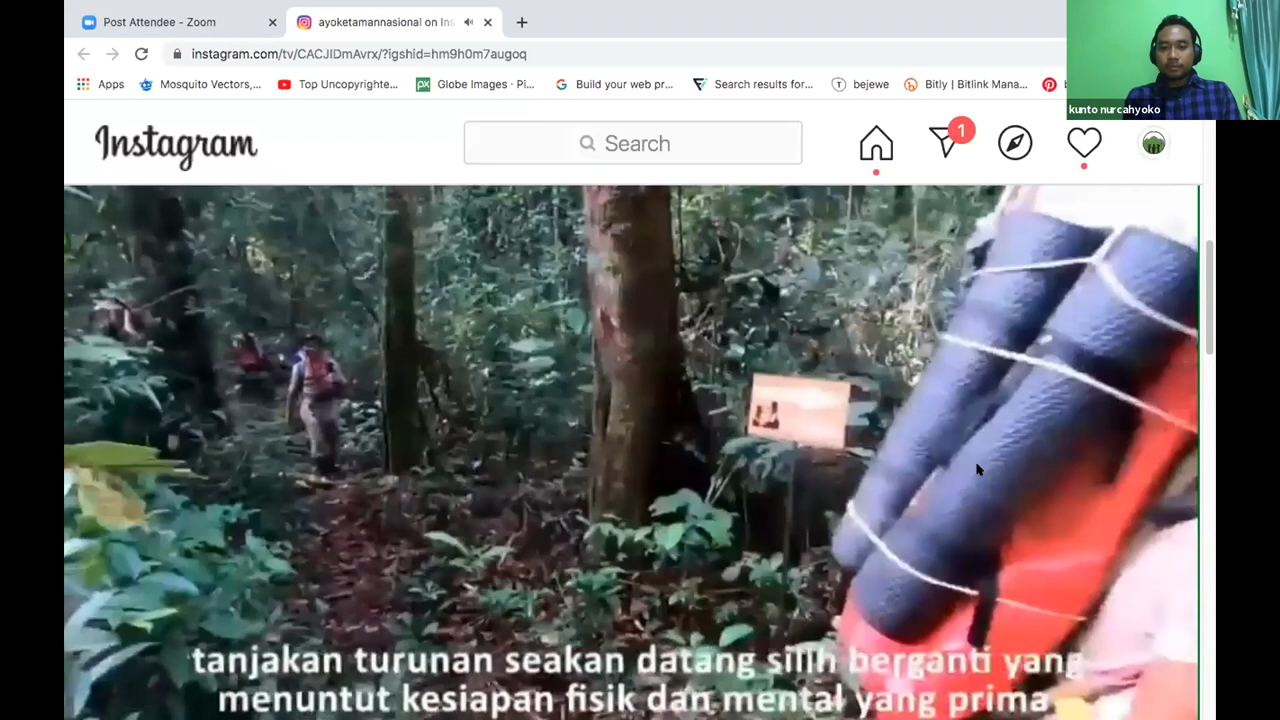 Post Attendee - Zoom
ayoketamannasional on Ins
instagram.com/tv/CACJIDmAvrx/?igshid=hm9h0m7augoq
Apps
Mosquito Vectors,...
Top Uncopyrighte...
Globe Images · Pi...
Build your web pr...
Search results for...
bejewe
Bitly | Bitlink Mana...
kunto nurcahyoko
Instagram
Search
1
tanjakan turunan seakan datang silih berganti yang
menuntut kesiapan fisik dan mental yang prima